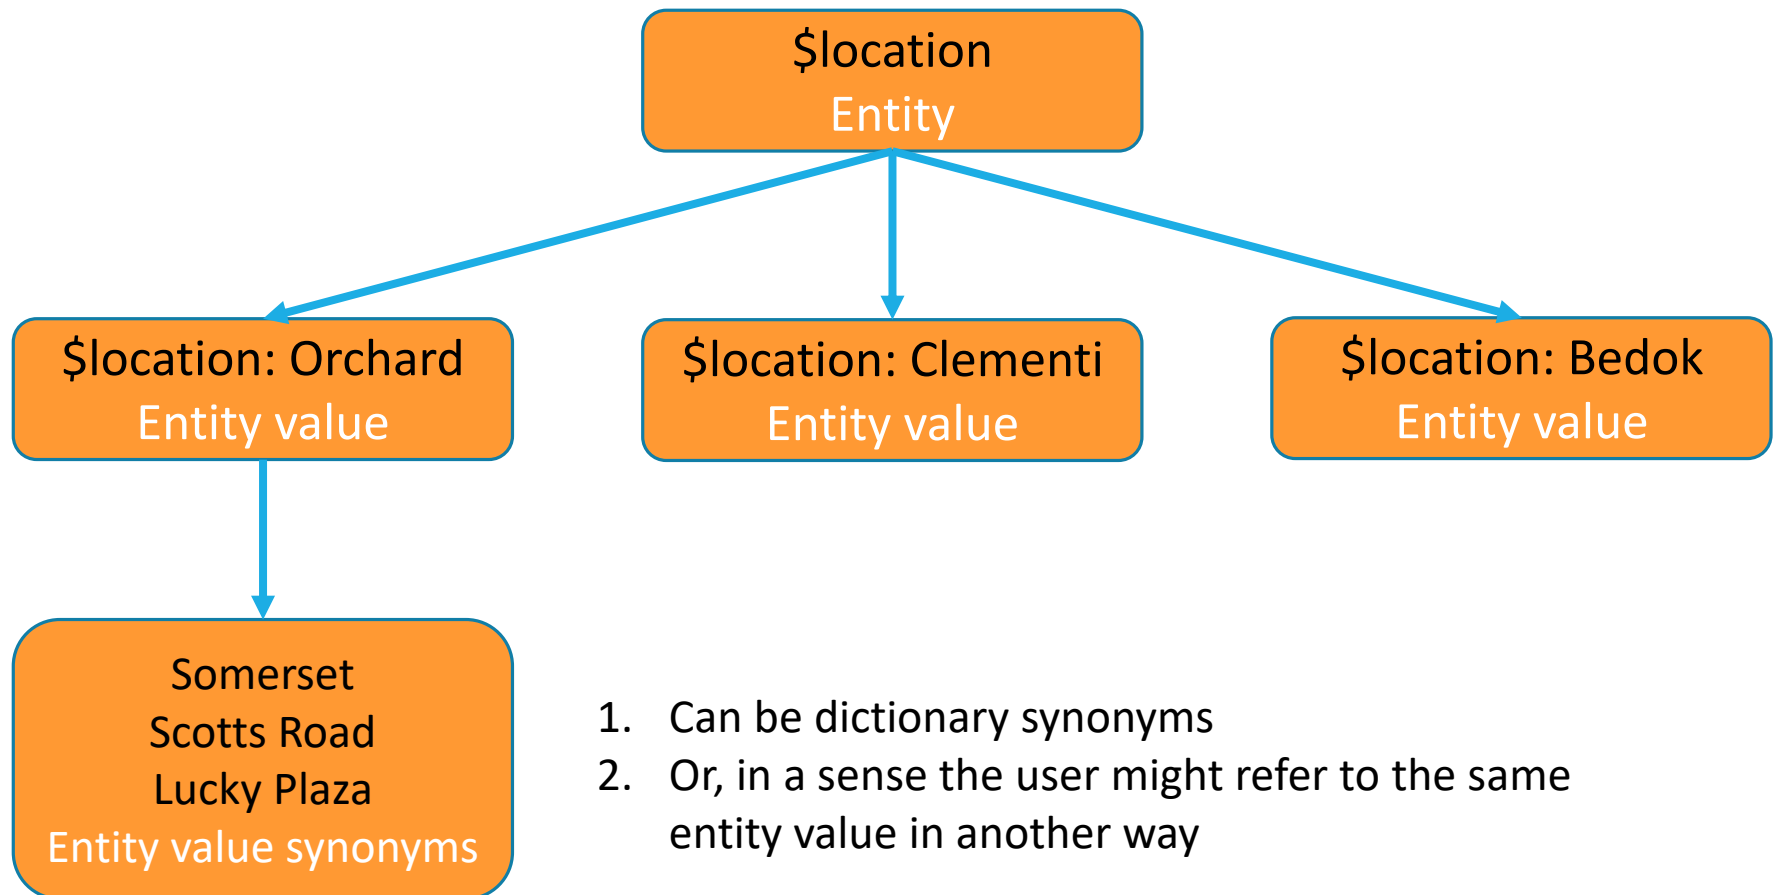 $location
Entity
$location: Orchard
Entity value
$location: Clementi
Entity value
$location: Bedok
Entity value
Somerset
Scotts Road
Lucky Plaza
Entity value synonyms
1. Can be dictionary synonyms
2. Or, in a sense the user might refer to the same
entity value in another way